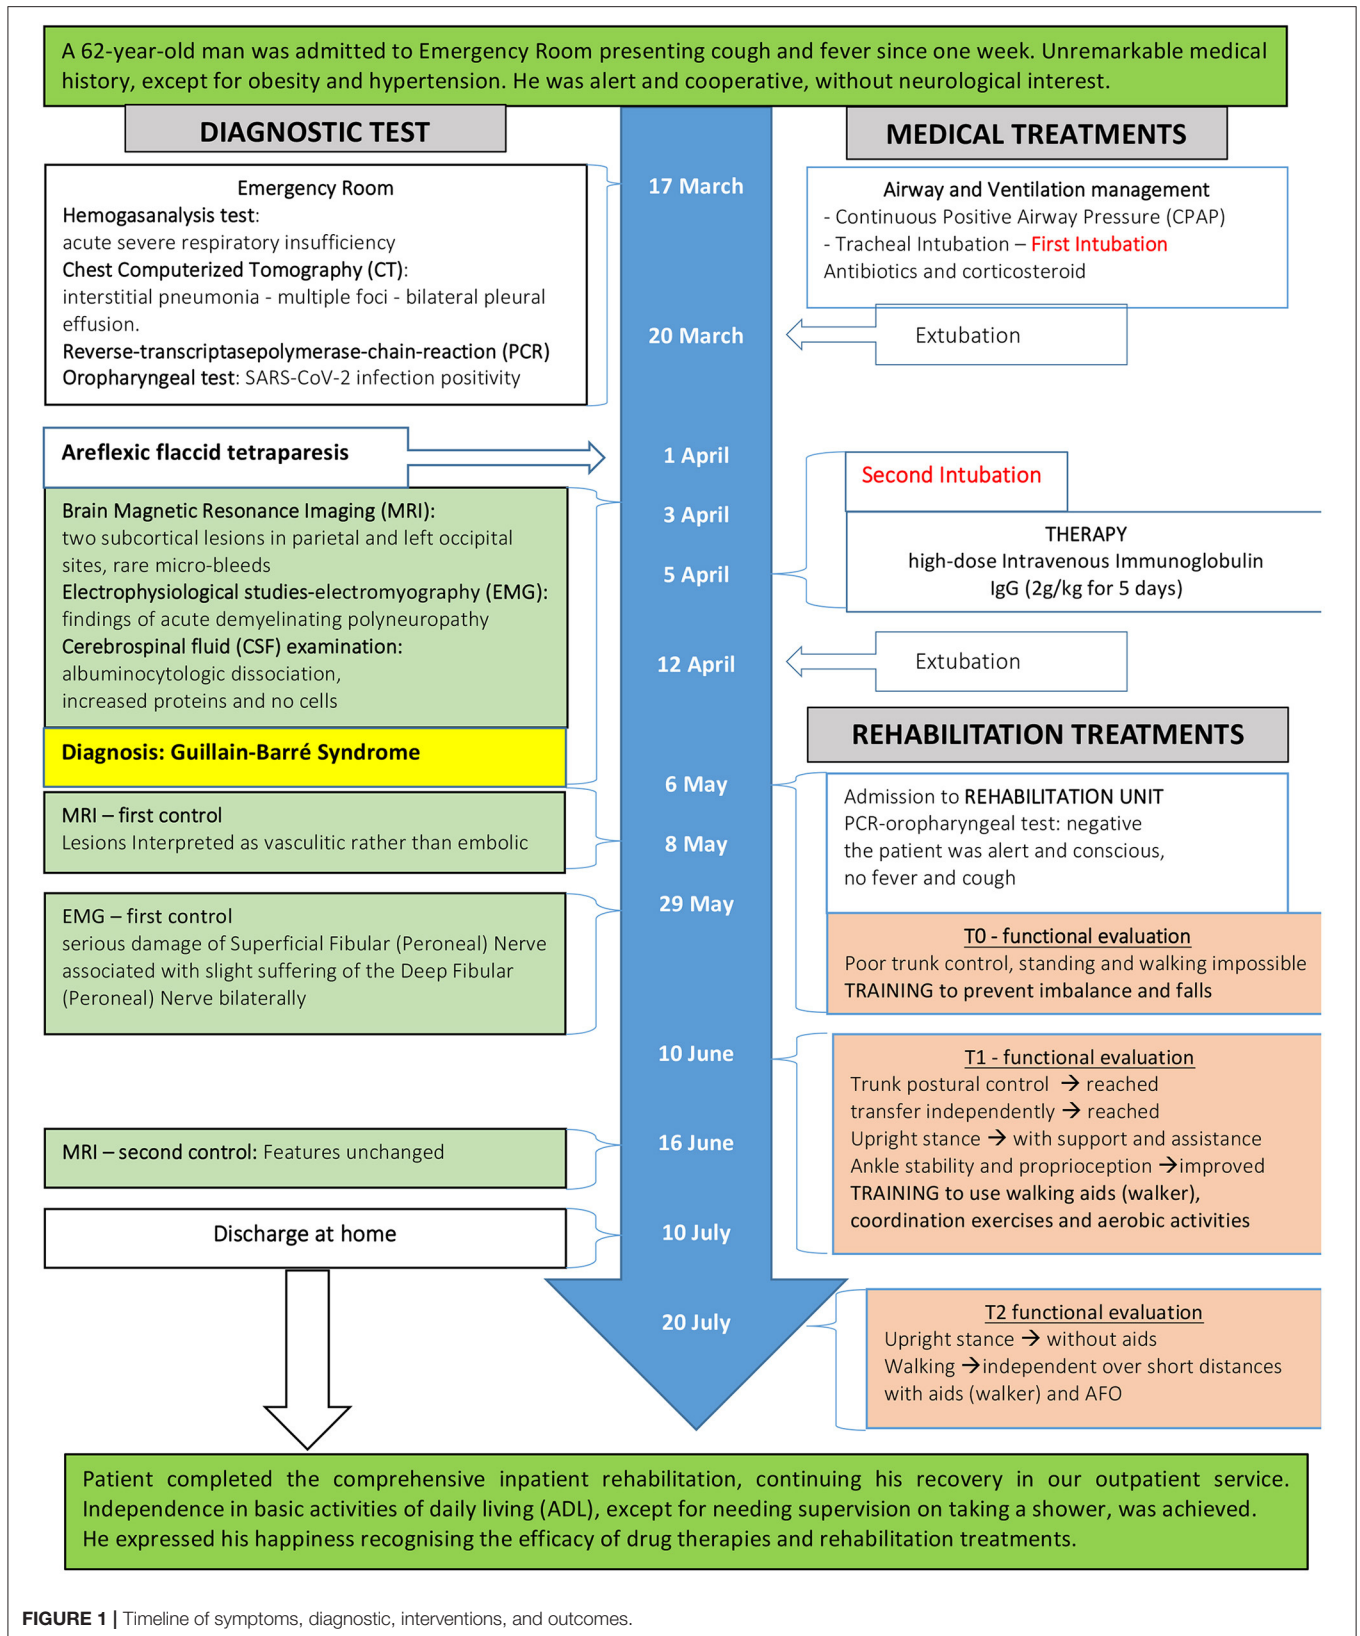 A 62-year-old man was admitted to Emergency Room presenting cough and fever since one week. Unremarkable medical
history, except for obesity and hypertension. He was alert and cooperative, without neurological interest.
DIAGNOSTIC TEST
Emergency Room
Hemogasanalysis test:
acute severe respiratory insufficiency
Chest Computerized Tomography (CT):
interstitial pneumonia - multiple foci - bilateral pleural
effusion.
Reverse-transcriptasepolymerase-chain-reaction (PCR)
Oropharyngeal test: SARS-CoV-2 infection positivity
Areflexic flaccid tetraparesis
Brain Magnetic Resonance Imaging (MRI):
two subcortical lesions in parietal and left occipital
sites, rare micro-bleeds
Electrophysiological studies-electromyography (EMG):
findings of acute demyelinating polyneuropathy
Cerebrospinal fluid (CSF) examination:
albuminocytologic dissociation,
increased proteins and no cells
Diagnosis: Guillain-Barré Syndrome
MRI – first control
Lesions Interpreted as vasculitic rather than embolic
EMG – first control
serious damage of Superficial Fibular (Peroneal) Nerve
associated with slight suffering of the Deep Fibular
(Peroneal) Nerve bilaterally
MRI – second control: Features unchanged
Discharge at home
17 March
20 March
1 April
3 April
5 April
12 April
6 May
8 May
29 May
10 June
16 June
10 July
20 July
MEDICAL TREATMENTS
Airway and Ventilation management
- Continuous Positive Airway Pressure (CPAP)
- Tracheal Intubation – First Intubation
Antibiotics and corticosteroid
Extubation
Second Intubation
THERAPY
high-dose Intravenous Immunoglobulin
IgG (2g/kg for 5 days)
Extubation
REHABILITATION TREATMENTS
Admission to REHABILITATION UNIT
PCR-oropharyngeal test: negative
the patient was alert and conscious,
no fever and cough
T0 - functional evaluation
Poor trunk control, standing and walking impossible
TRAINING to prevent imbalance and falls
T1 - functional evaluation
Trunk postural control → reached
transfer independently → reached
Upright stance → with support and assistance
Ankle stability and proprioception →improved
TRAINING to use walking aids (walker),
coordination exercises and aerobic activities
T2 functional evaluation
Upright stance → without aids
Walking →independent over short distances
with aids (walker) and AFO
Patient completed the comprehensive inpatient rehabilitation, continuing his recovery in our outpatient service.
Independence in basic activities of daily living (ADL), except for needing supervision on taking a shower, was achieved.
He expressed his happiness recognising the efficacy of drug therapies and rehabilitation treatments.
FIGURE 1 | Timeline of symptoms, diagnostic, interventions, and outcomes.